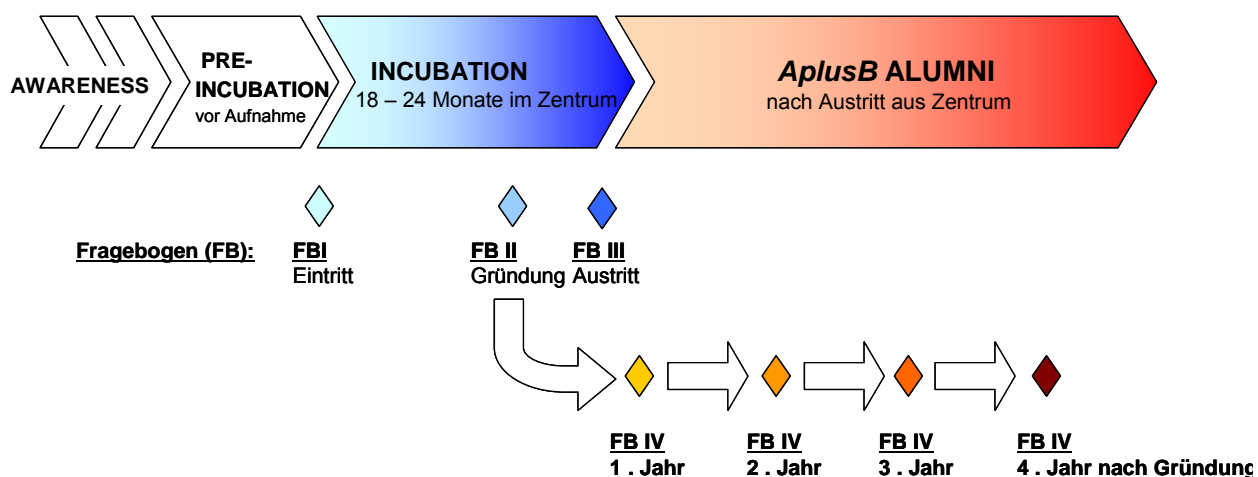 AWARENESS
PRE-
INCUBATION
vor Aufnahme
INCUBATION
18 – 24 Monate im Zentrum
AplusB ALUMNI
nach Austritt aus Zentrum
Fragebogen (FB):
FBI
Eintritt
FB II
Gründung
FB III
Austritt
FB IV
1 . Jahr
FB IV
2 . Jahr
FB IV
3 . Jahr
FB IV
4 . Jahr nach Gründung